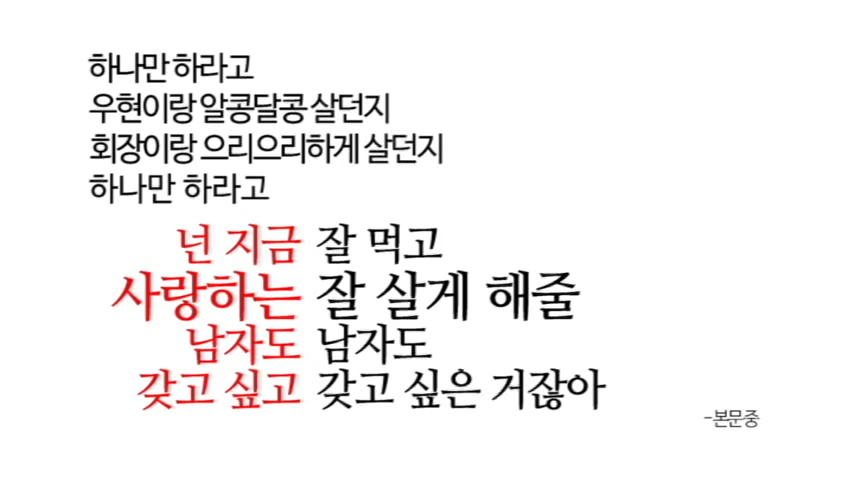 하나만 하라고
우현이랑 알콩달콩 살던지
회장이랑 으리으리하게 살던지
하나만 하라고
넌 지금 잘 먹고
사랑하는 잘 살게 해줄
남자도 남자도
갖고 싶고 갖고 싶은 거잖아
-본문중